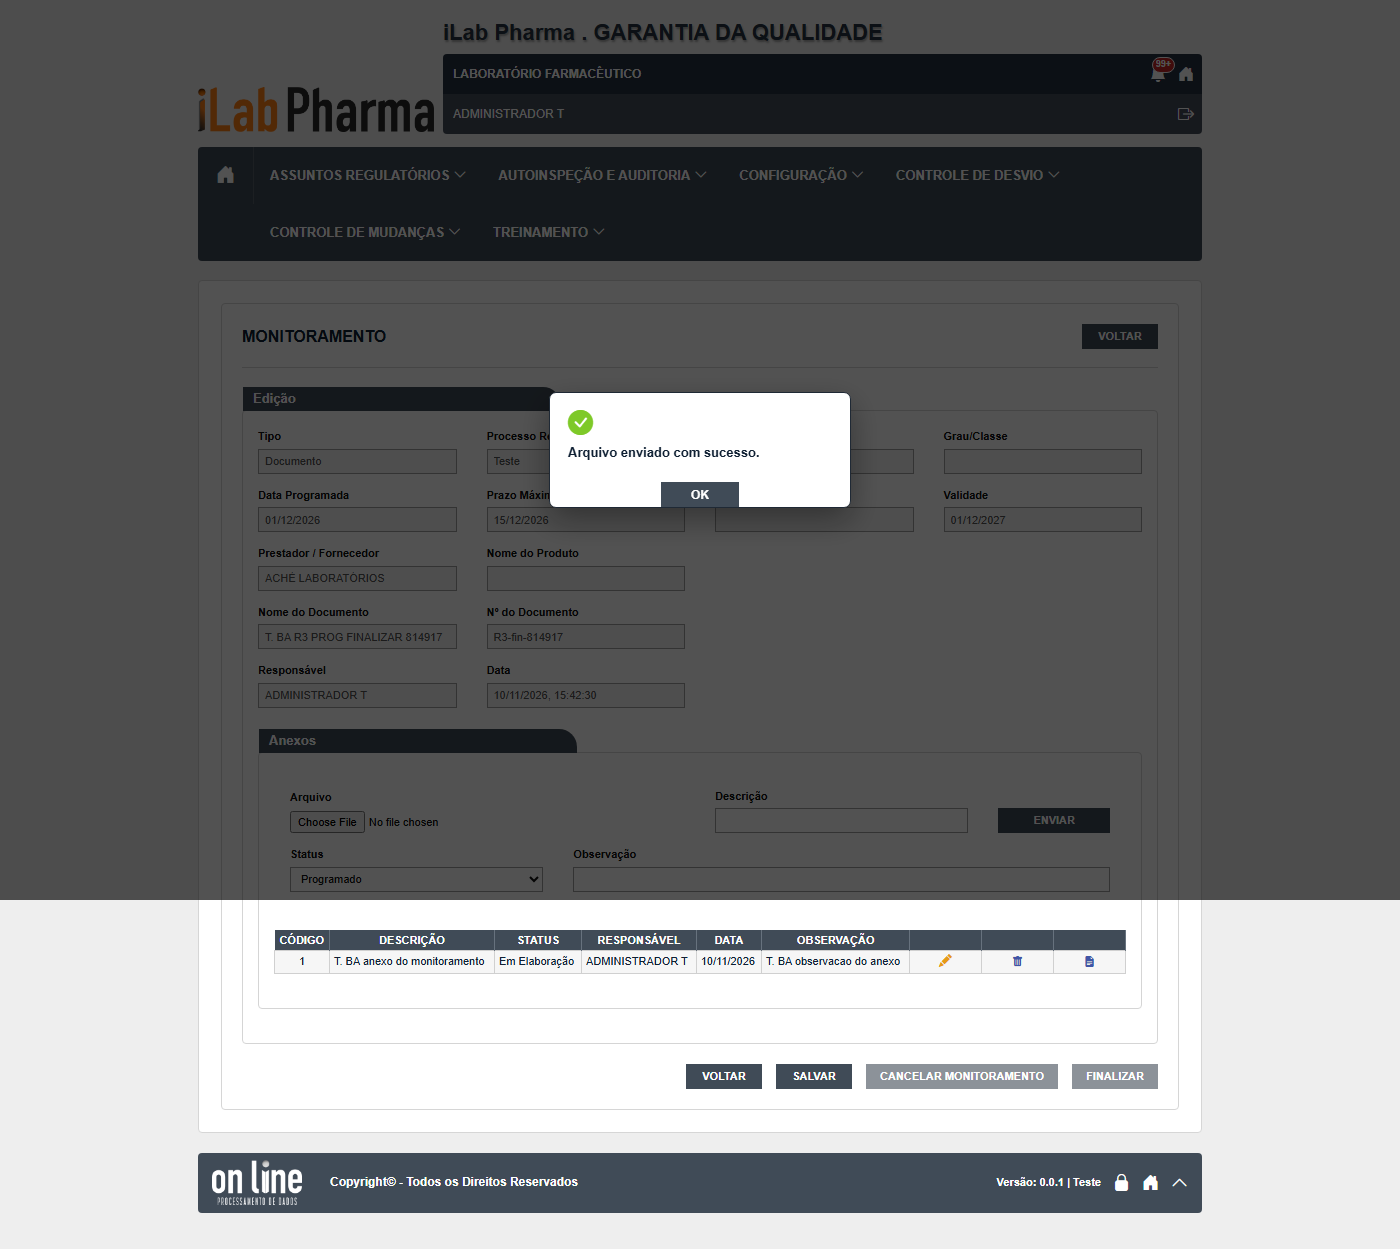 iLab Pharma . GARANTIA DA QUALIDADE
iLab Pharma
LABORATÓRIO FARMACÊUTICO
99+
ADMINISTRADOR T
ASSUNTOS REGULATÓRIOS
AUTOINSPEÇÃO E AUDITORIA
CONFIGURAÇÃO
CONTROLE DE DESVIO
CONTROLE DE MUDANÇAS
TREINAMENTO
MONITORAMENTO
VOLTAR
Edição
Arquivo enviado com sucesso.
OK
Tipo
Processo Re
Grau/Classe
Documento
Teste
Data Programada
Prazo Máxim
Validade
01/12/2026
15/12/2026
01/12/2027
Prestador / Fornecedor
Nome do Produto
ACHÉ LABORATÓRIOS
Nome do Documento
Nº do Documento
T. BA R3 PROG FINALIZAR 814917
R3-fin-814917
Responsável
Data
ADMINISTRADOR T
10/11/2026, 15:42:30
Anexos
Arquivo
Descrição
Choose File No file chosen
ENVIAR
Status
Observação
Programado
CÓDIGO DESCRIÇÃO STATUS RESPONSÁVEL DATA OBSERVAÇÃO
1 T. BA anexo do monitoramento Em Elaboração ADMINISTRADOR T 10/11/2026 T. BA observacao do anexo
VOLTAR
SALVAR
CANCELAR MONITORAMENTO
FINALIZAR
on line
PROCESSAMENTO DE DADOS
Copyright© - Todos os Direitos Reservados
Versão: 0.0.1 | Teste